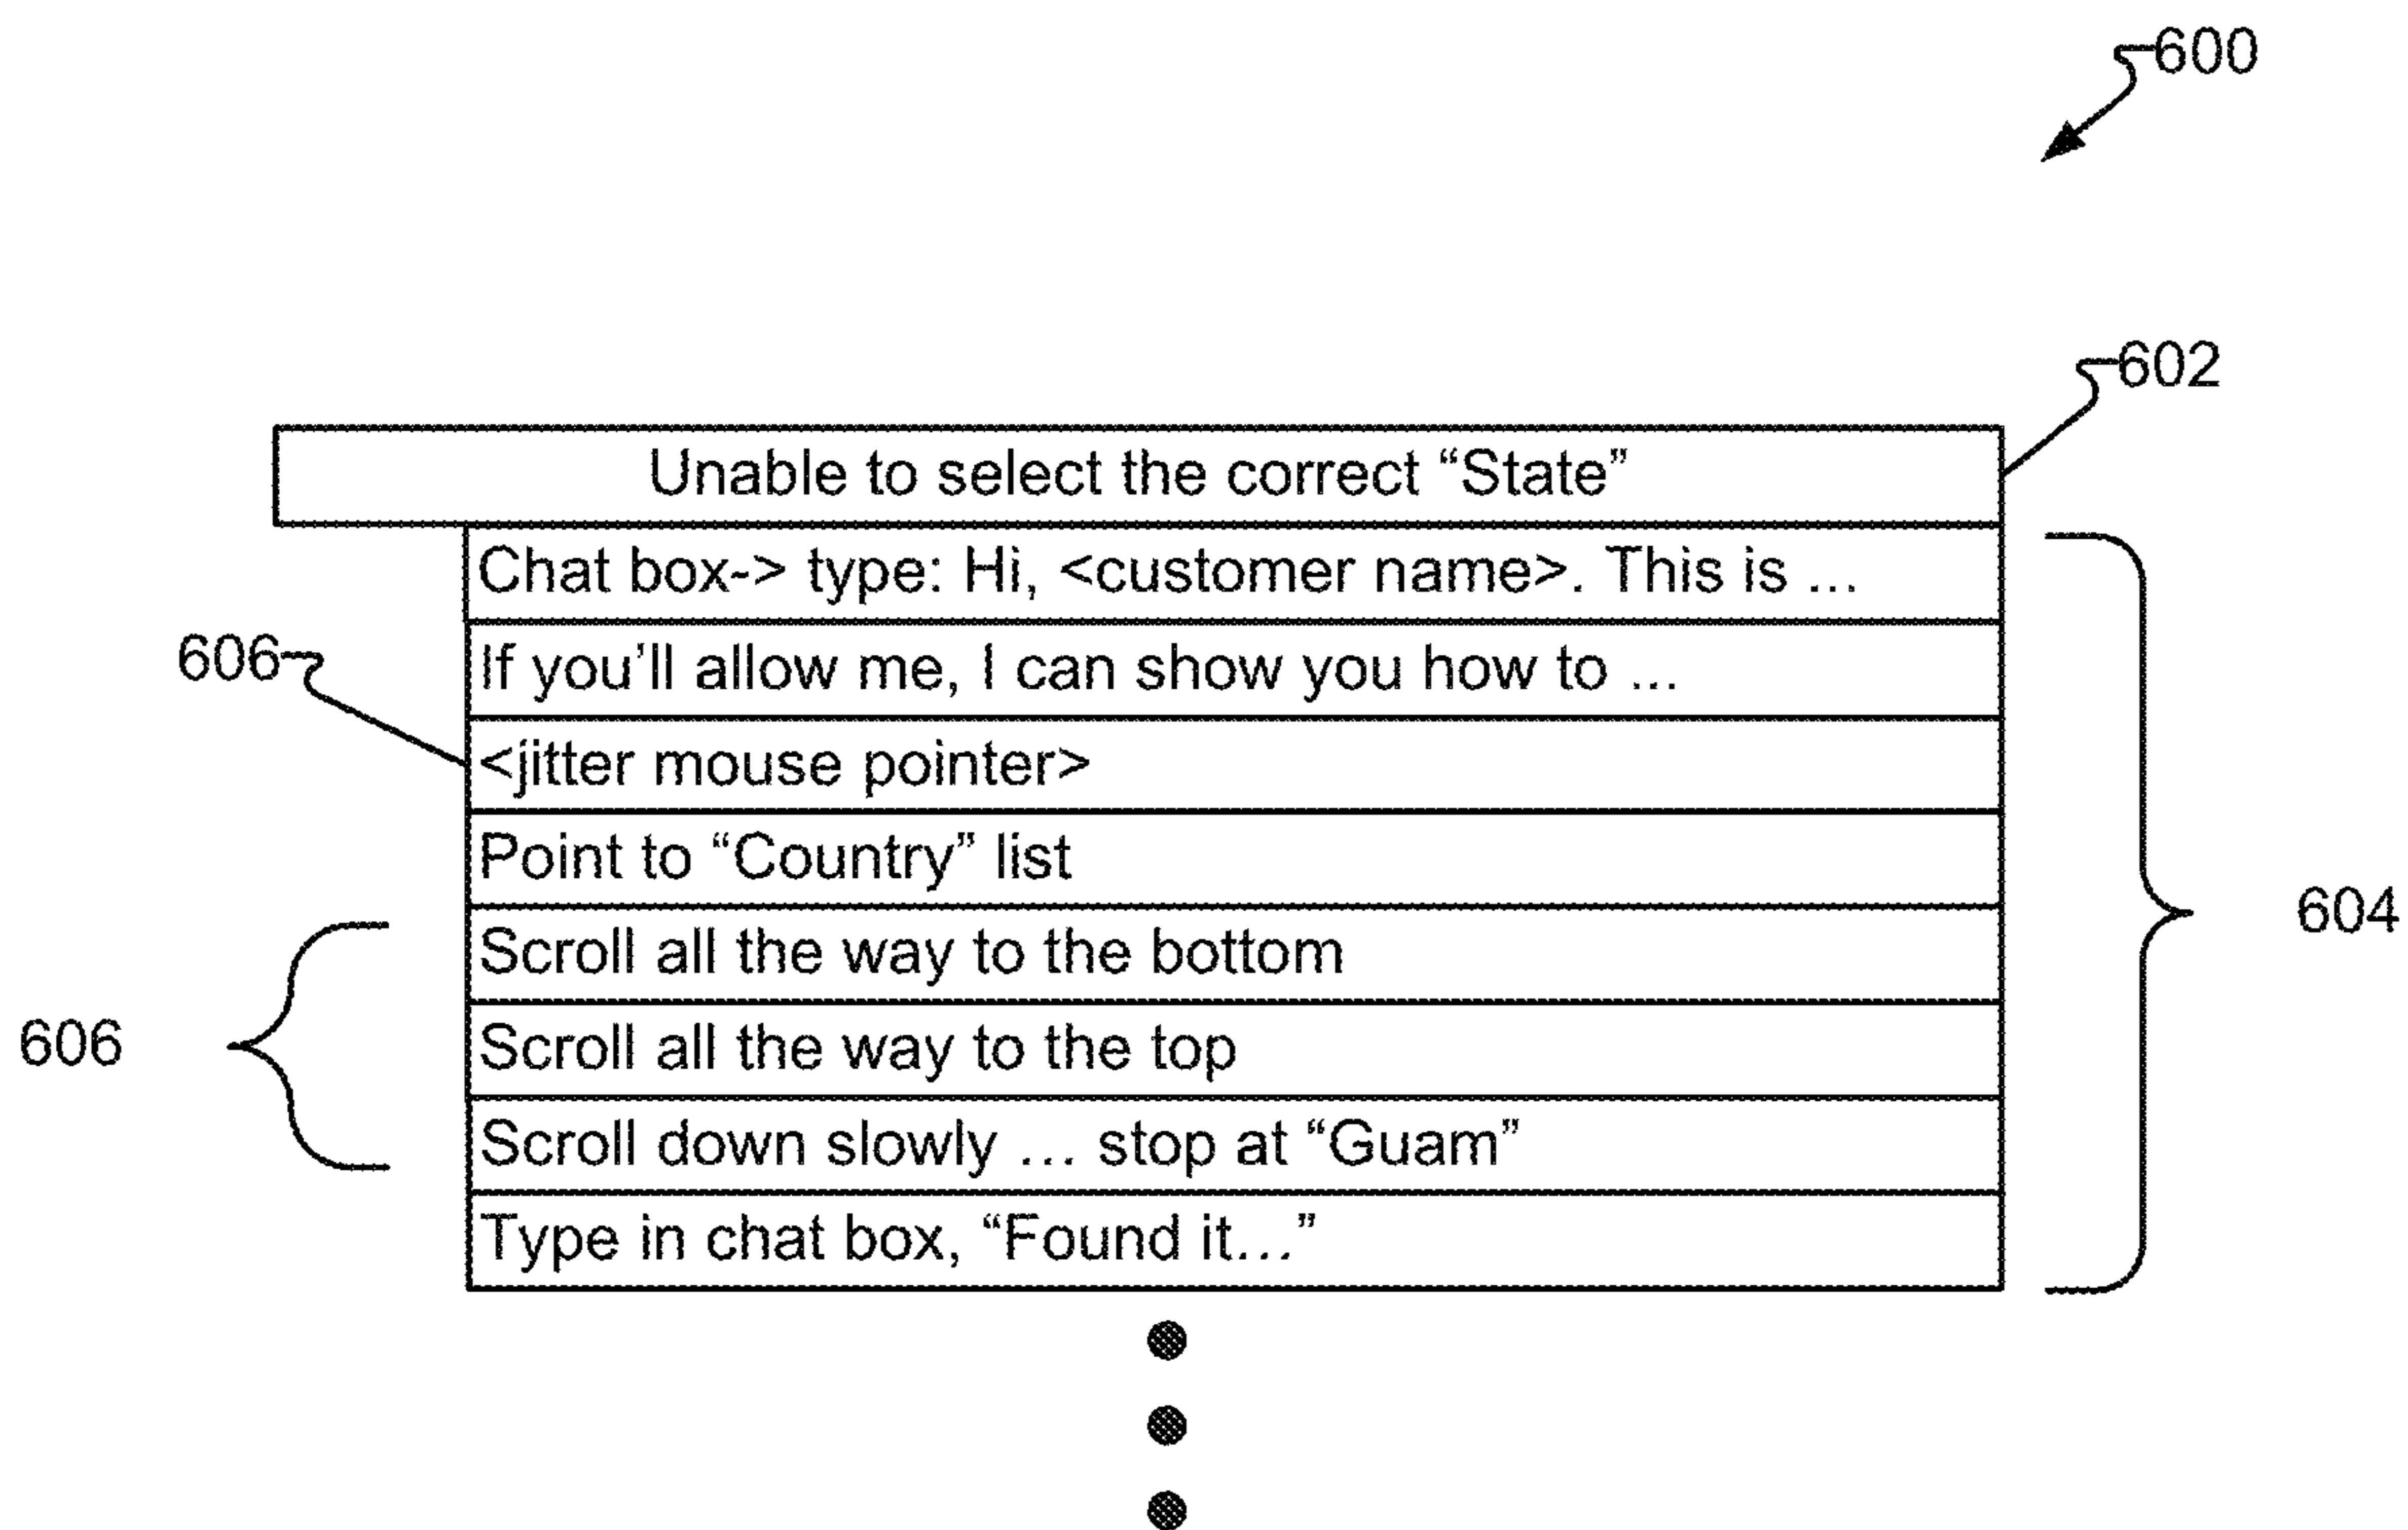 600
602
Unable to select the correct “State”
Chat box-> type: Hi, <customer name>. This is ...
606
If you’ll allow me, I can show you how to ...
<jitter mouse pointer>
Point to “Country” list
604
Scroll all the way to the bottom
606
Scroll all the way to the top
Scroll down slowly ... stop at “Guam”
Type in chat box, “Found it...”